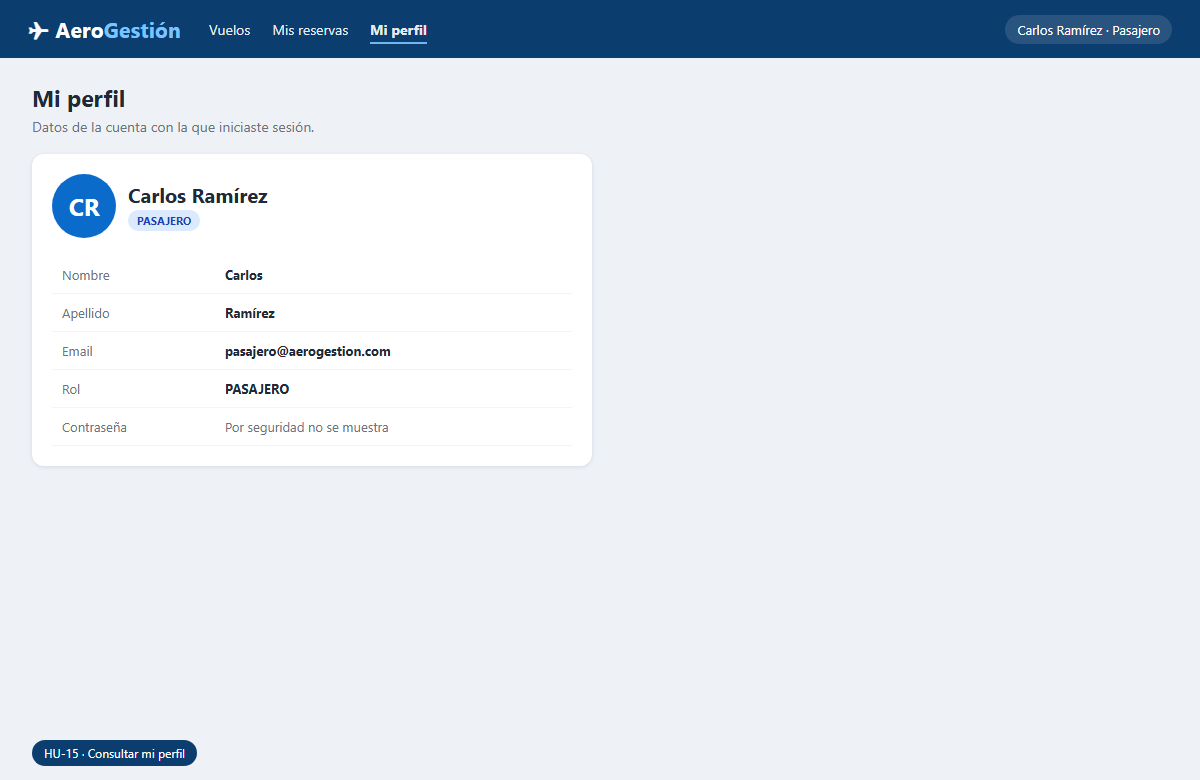 AeroGestión Vuelos Mis reservas Mi perfil Carlos Ramírez · Pasajero
Mi perfil
Datos de la cuenta con la que iniciaste sesión.
CR
Carlos Ramírez
PASAJERO
Nombre Carlos
Apellido Ramírez
Email pasajero@aerogestion.com
Rol PASAJERO
Contraseña Por seguridad no se muestra
HU-15 · Consultar mi perfil